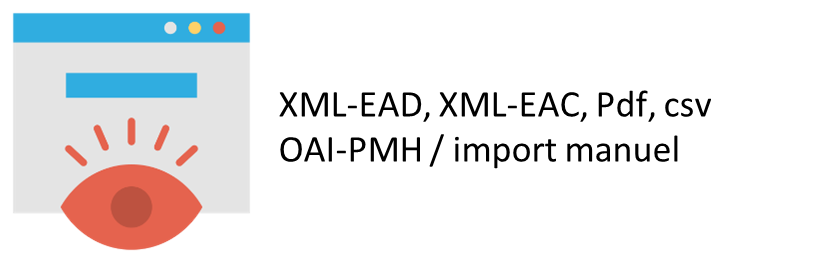 XML-EAD, XML-EAC, Pdf, csv
OAI-PMH / import manuel